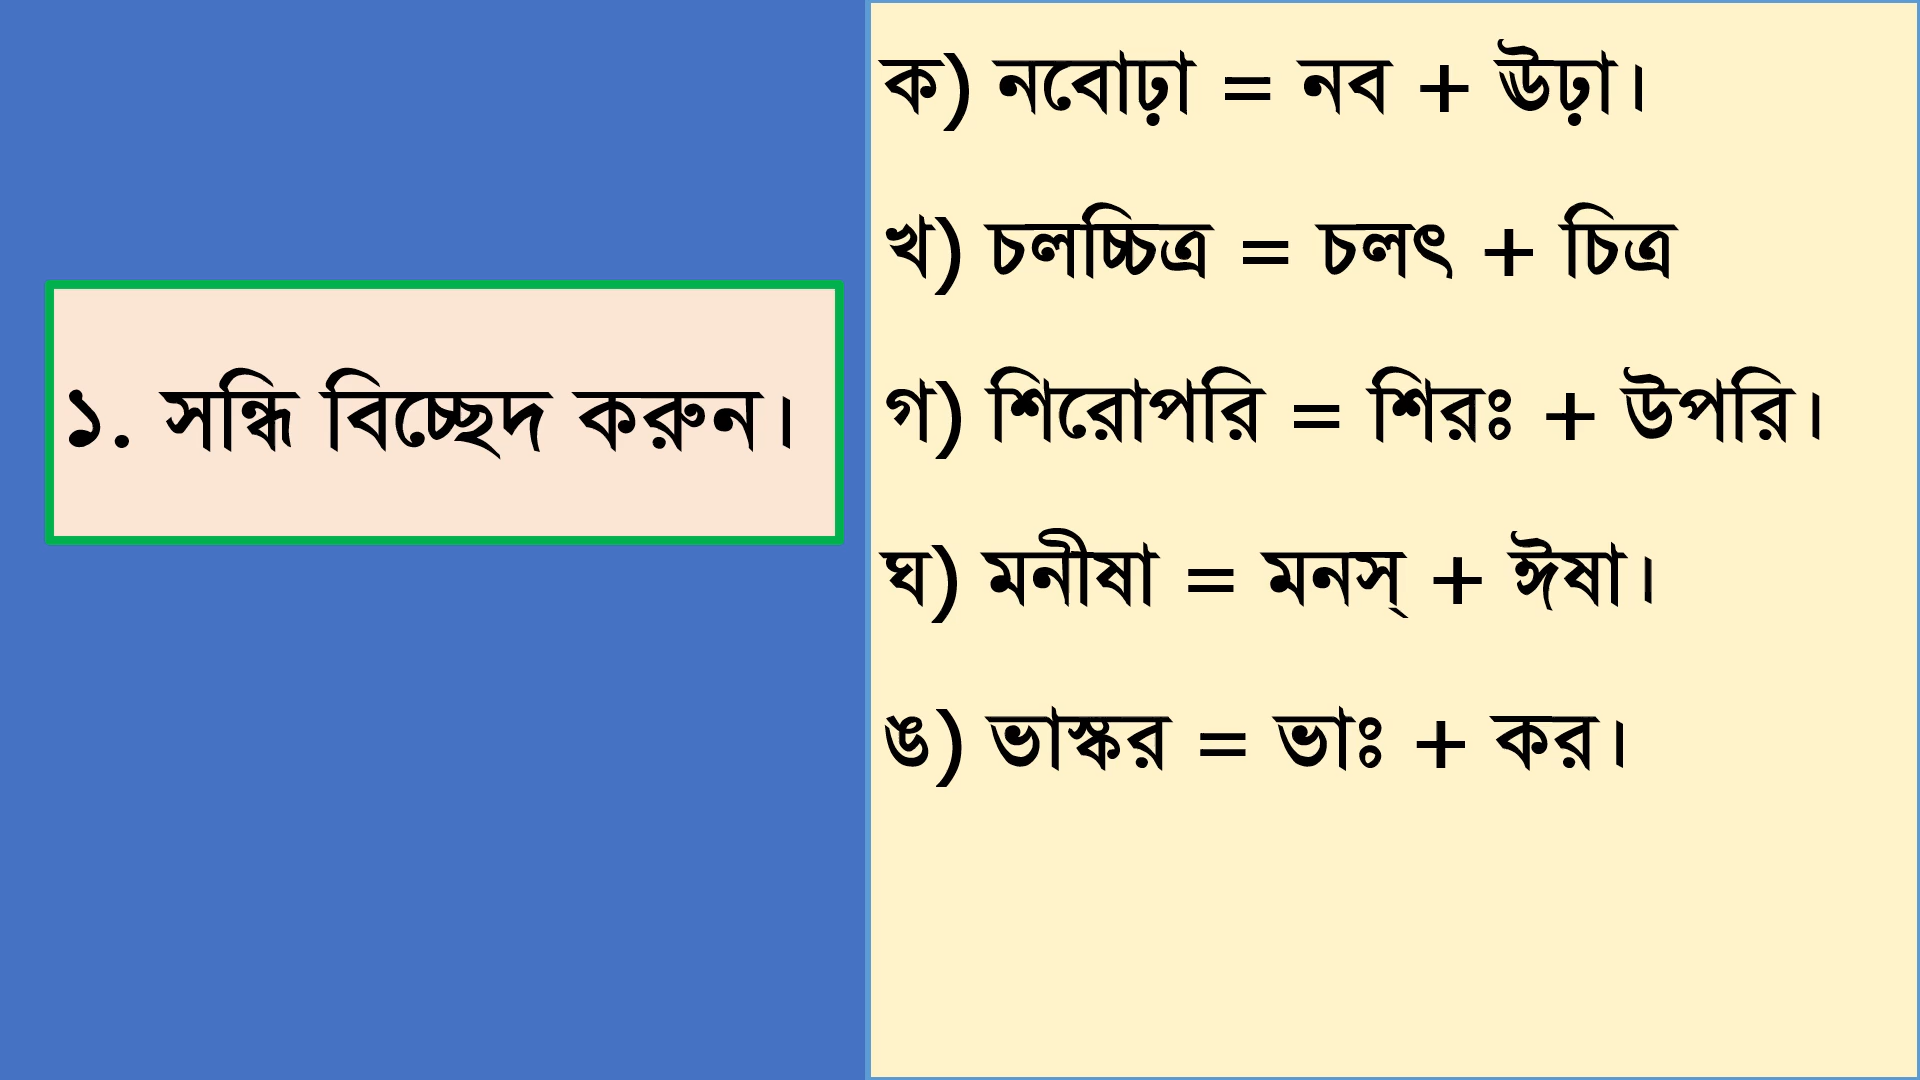 ১. সন্ধি বিচ্ছেদ করুন।
ক) নবোঢ়া = নব + ঊঢ়া।
খ) চলচ্চিত্র = চলৎ + চিত্র
গ) শিরোপরি = শিরঃ + উপরি।
ঘ) মনীষা = মনস্ + ঈষা।
ঙ) ভাস্কর = ভাঃ + কর।